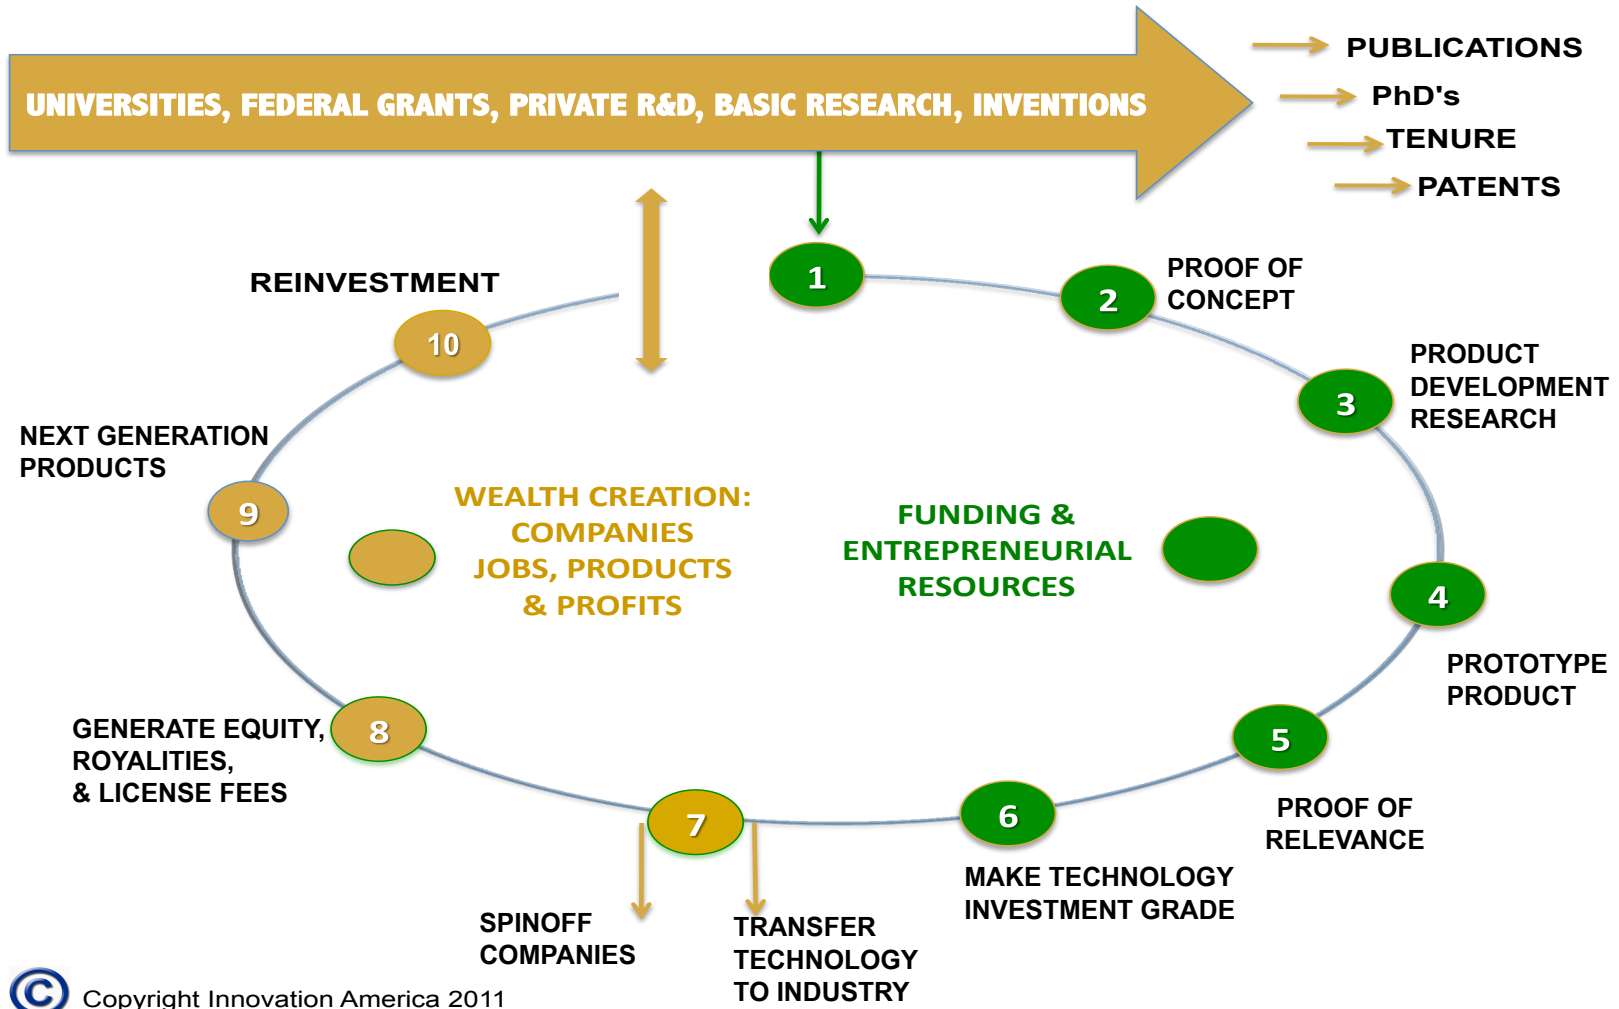 UNIVERSITIES, FEDERAL GRANTS, PRIVATE R&D, BASIC RESEARCH, INVENTIONS
PUBLICATIONS
PhD's
TENURE
PATENTS
1
2
PROOF OF
CONCEPT
3
PRODUCT
DEVELOPMENT
RESEARCH
4
PROTOTYPE
PRODUCT
5
PROOF OF
RELEVANCE
6
MAKE TECHNOLOGY
INVESTMENT GRADE
7
SPINOFF
COMPANIES
TRANSFER
TECHNOLOGY
TO INDUSTRY
8
GENERATE EQUITY,
ROYALITIES,
& LICENSE FEES
9
NEXT GENERATION
PRODUCTS
10
REINVESTMENT
WEALTH CREATION:
COMPANIES
JOBS, PRODUCTS
& PROFITS
FUNDING &
ENTREPRENEURIAL
RESOURCES
© Copyright Innovation America 2011